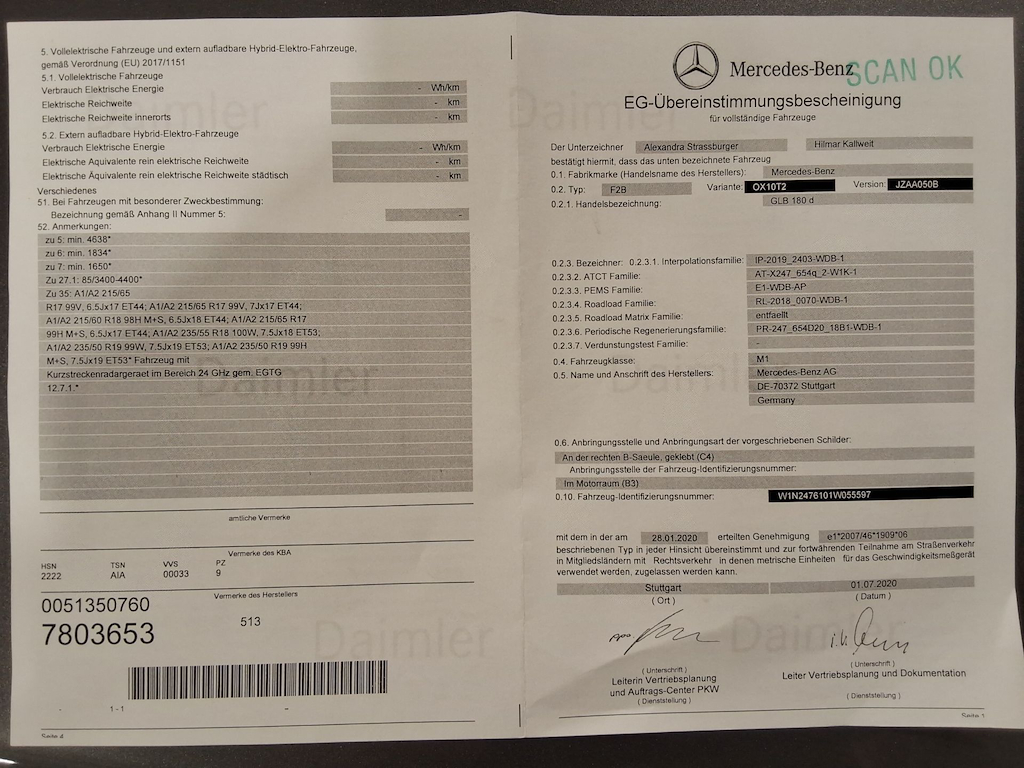 5. Vollelektrische Fahrzeuge und extern aufladbare Hybrid-Elektro-Fahrzeuge,
gemäß Verordnung (EU) 2017/1151
5.1. Vollelektrische Fahrzeuge
Verbrauch Elektrische Energie - Wh/km
Elektrische Reichweite - km
Elektrische Reichweite innerorts - km
5.2. Extern aufladbare Hybrid-Elektro-Fahrzeuge
Verbrauch Elektrische Energie - Wh/km
Elektrische Äquivalente rein elektrische Reichweite - km
Elektrische Äquivalente rein elektrische Reichweite städtisch - km
Verschiedenes
51. Bei Fahrzeugen mit besonderer Zweckbestimmung:
Bezeichnung gemäß Anhang II Nummer 5: -
52. Anmerkungen:
zu 5: min. 4638*
zu 6: min. 1834*
zu 7: min. 1650*
Zu 27.1: 85/3400-4400*
Zu 35: A1/A2 215/65
R17 99V, 6.5Jx17 ET44; A1/A2 215/65 R17 99V, 7Jx17 ET44;
A1/A2 215/60 R18 98H M+S, 6.5Jx18 ET44; A1/A2 215/65 R17
99H M+S, 6.5Jx17 ET44; A1/A2 235/55 R18 100W, 7.5Jx18 ET53;
A1/A2 235/50 R19 99W, 7.5Jx19 ET53; A1/A2 235/50 R19 99H
M+S, 7.5Jx19 ET53* Fahrzeug mit
Kurzstreckenradargeraet im Bereich 24 GHz gem. EGTG
12.7.1.*
Daimler
Daimler
amtliche Vermerke
Vermerke des KBA
HSN TSN VVS PZ
2222 AIA 00033 9
Vermerke des Herstellers
0051350760
513
7803653
Daimler
1 - 1
Seite 4
Mercedes-Benz
SCAN OK
Daimler
EG-Übereinstimmungsbescheinigung
für vollständige Fahrzeuge
Der Unterzeichner Alexandra Strassburger Hilmar Kallweit
bestätigt hiermit, dass das unten bezeichnete Fahrzeug
0.1. Fabrikmarke (Handelsname des Herstellers): Mercedes-Benz
0.2. Typ: F2B Variante: OX10T2 Version: JZAA050B
0.2.1. Handelsbezeichnung: GLB 180 d
0.2.3. Bezeichner: 0.2.3.1. Interpolationsfamilie: IP-2019_2403-WDB-1
0.2.3.2. ATCT Familie: AT-X247_654q_2-W1K-1
0.2.3.3. PEMS Familie: E1-WDB-AP
0.2.3.4. Roadload Familie: RL-2018_0070-WDB-1
0.2.3.5. Roadload Matrix Familie: entfaellt
0.2.3.6. Periodische Regenerierungsfamilie: PR-247_654D20_18B1-WDB-1
0.2.3.7. Verdunstungstest Familie: -
0.4. Fahrzeugklasse: M1
0.5. Name und Anschrift des Herstellers: Mercedes-Benz AG
DE-70372 Stuttgart
Germany
0.6. Anbringungsstelle und Anbringungsart der vorgeschriebenen Schilder:
An der rechten B-Saeule, geklebt (C4)
Anbringungsstelle der Fahrzeug-Identifizierungsnummer:
Im Motorraum (B3)
0.10. Fahrzeug-Identifizierungsnummer: W1N2476101W055597
mit dem in der am 28.01.2020 erteilten Genehmigung e1*2007/46*1909*06
beschriebenen Typ in jeder Hinsicht übereinstimmt und zur fortwährenden Teilnahme am Straßenverkehr
in Mitgliedsländern mit Rechtsverkehr in denen metrische Einheiten für das Geschwindigkeitsmeßgerät
verwendet werden, zugelassen werden kann.
Stuttgart 01.07.2020
( Ort ) ( Datum )
Daimler
( Unterschrift ) ( Unterschrift )
Leiterin Vertriebsplanung
und Auftrags-Center PKW
( Dienststellung )
Leiter Vertriebsplanung und Dokumentation
( Dienststellung )
Seite 1